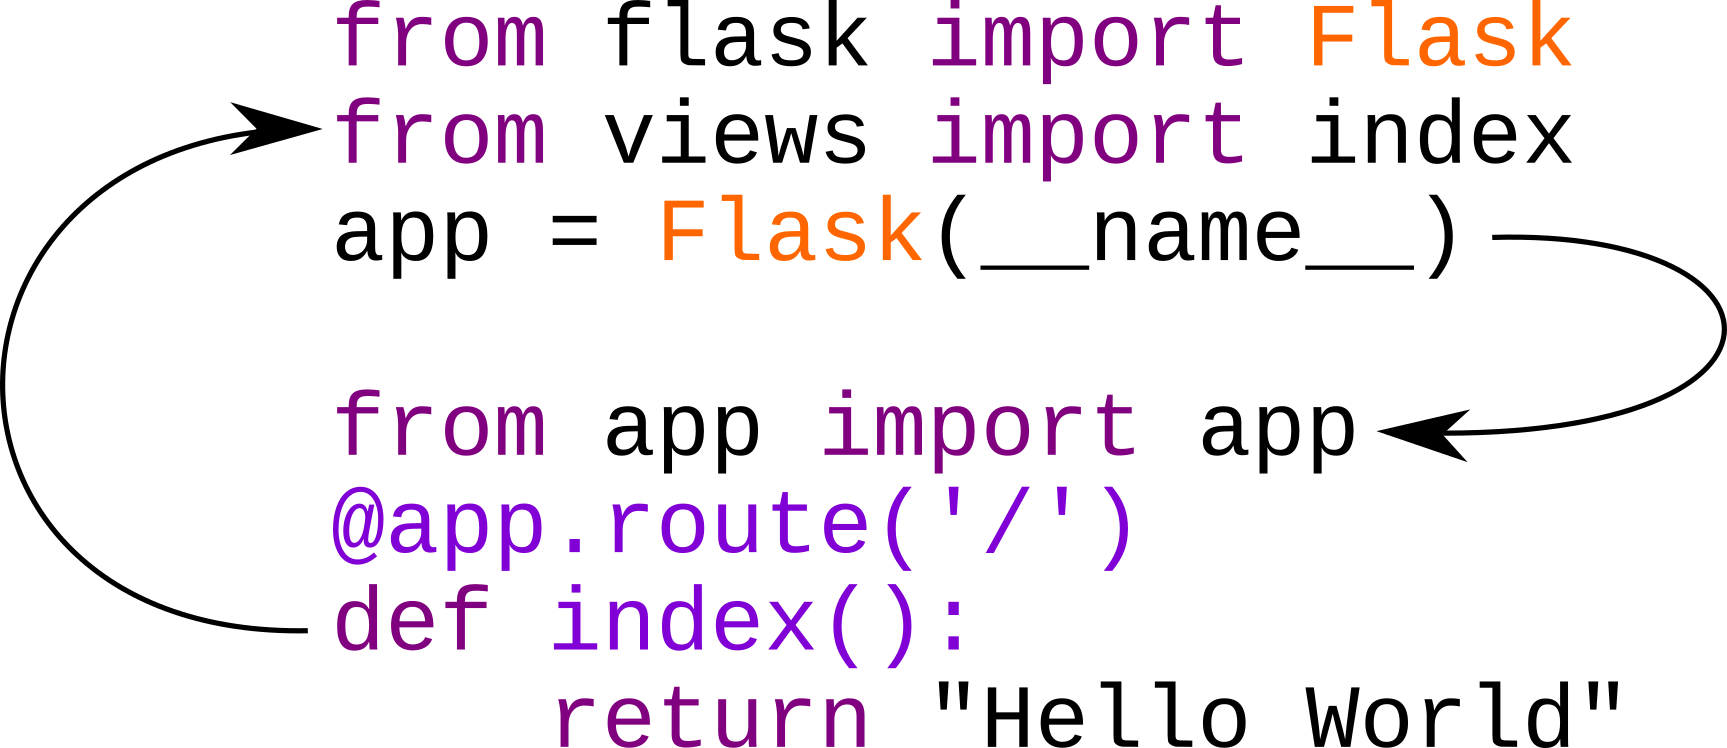 from flask import Flask
from views import index
app = Flask(__name__)

from app import app
@app.route('/')
def index():
    return "Hello World"